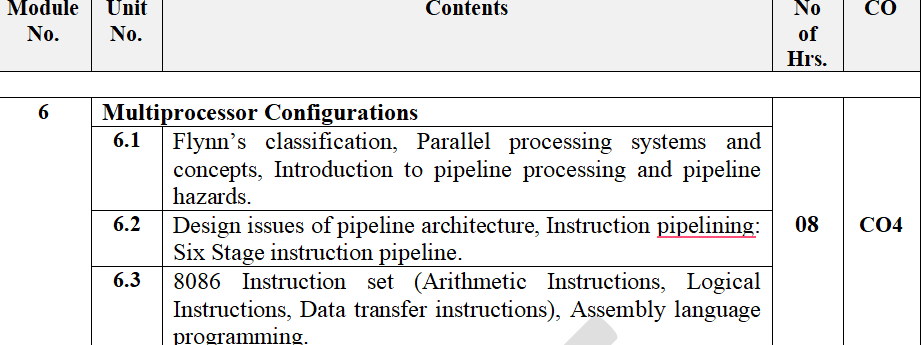 Module Unit Contents No CO
No. No. of
Hrs.
6 Multiprocessor Configurations
6.1 Flynn’s classification, Parallel processing systems and
concepts, Introduction to pipeline processing and pipeline
hazards.
6.2 Design issues of pipeline architecture, Instruction pipelining: 08 CO4
Six Stage instruction pipeline.
6.3 8086 Instruction set (Arithmetic Instructions, Logical
Instructions, Data transfer instructions), Assembly language
programming.